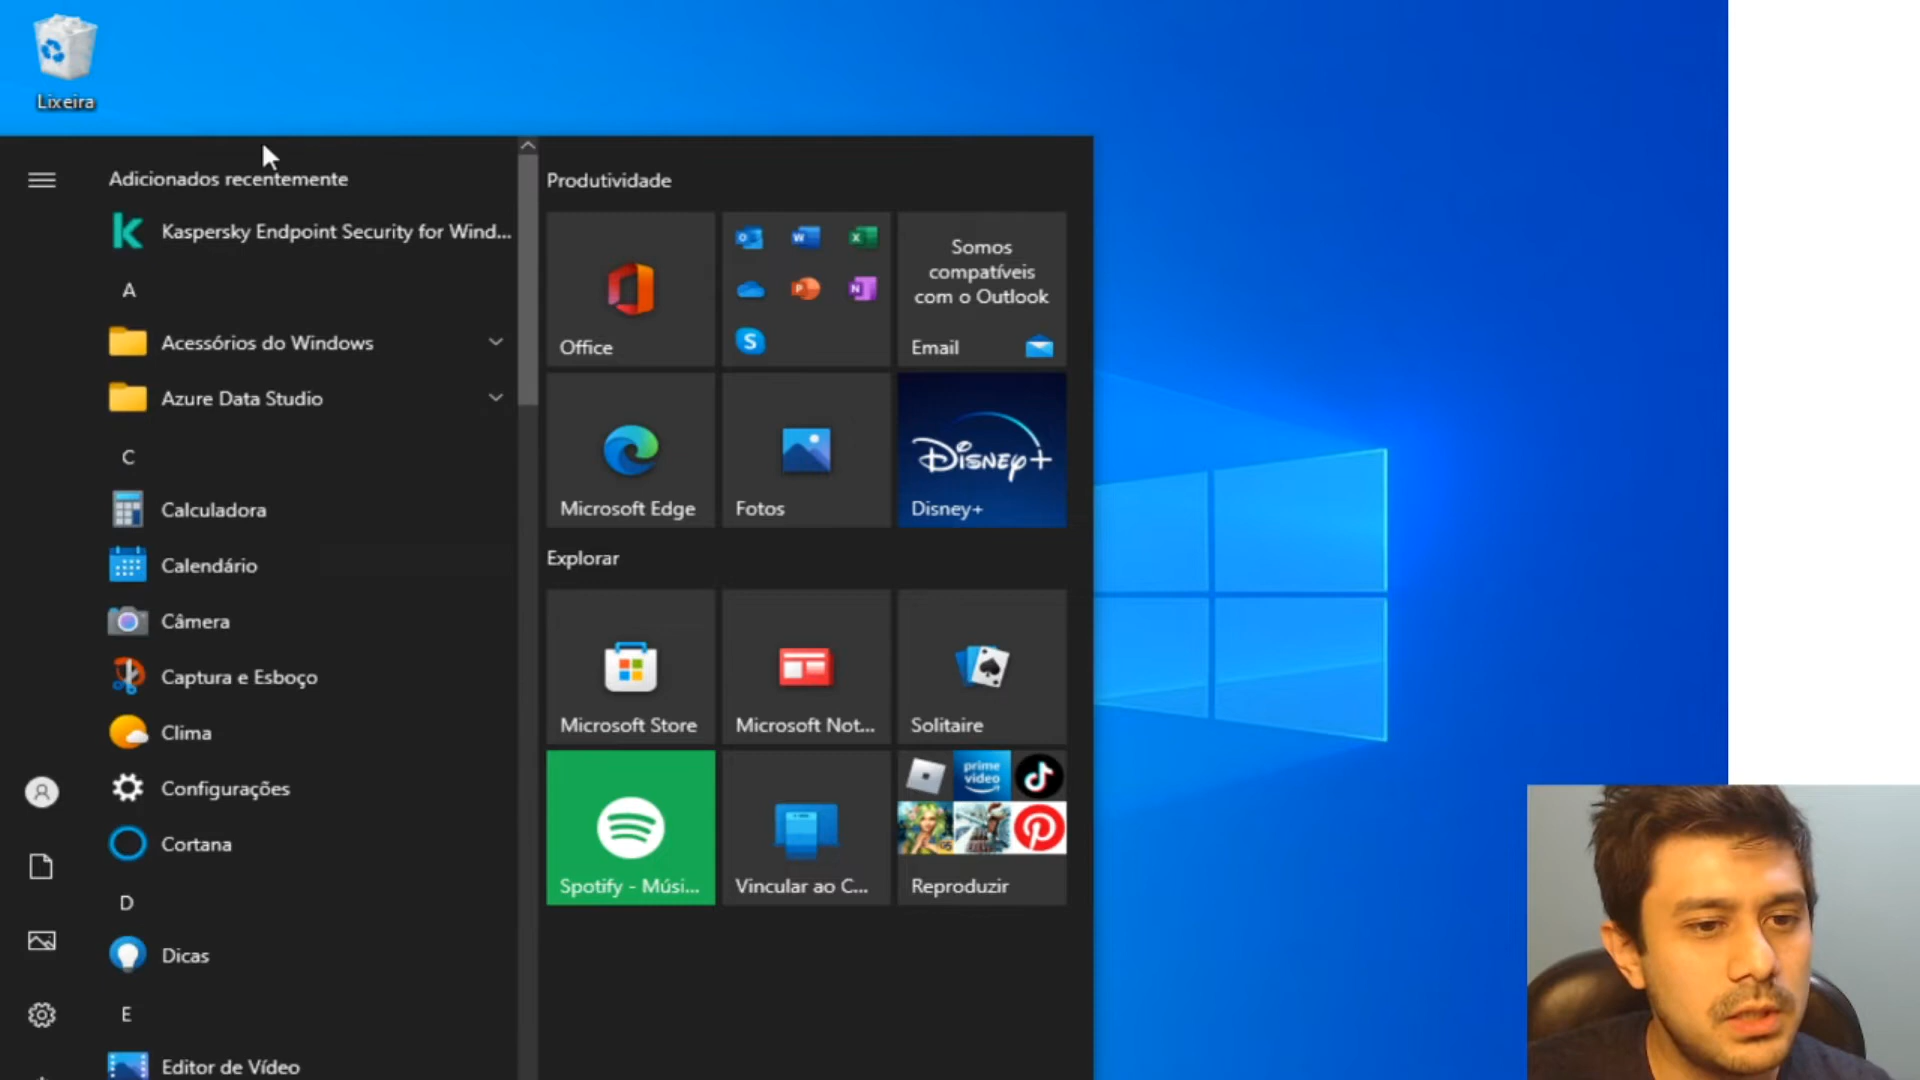 Lixeira
Adicionados recentemente
Kaspersky Endpoint Security for Wind...
A
Acessórios do Windows
Azure Data Studio
C
Calculadora
Calendário
Câmera
Captura e Esboço
Clima
Configurações
Cortana
D
Dicas
E
Editor de Vídeo
Produtividade
Office
Somos
compatíveis
com o Outlook
Email
Microsoft Edge
Fotos
Disney+
Disney+
Explorar
Microsoft Store
Microsoft Not...
Solitaire
Spotify - Músi...
Vincular ao C...
prime
video
Reproduzir